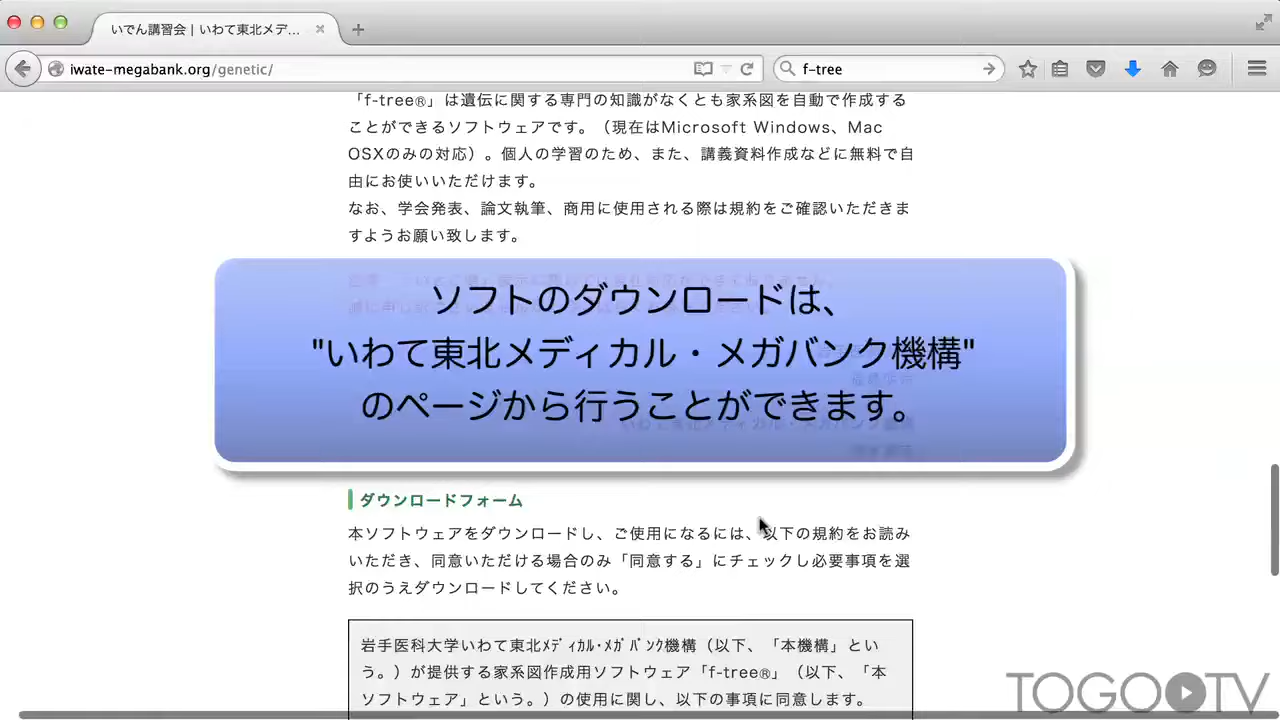 いでん講習会 | いわて東北メデ...
iwate-megabank.org/genetic/
f-tree
「f-tree®」は遺伝に関する専門の知識がなくとも家系図を自動で作成する
ことができるソフトウェアです。（現在はMicrosoft Windows、Mac
OSXのみの対応）。個人の学習のため、また、講義資料作成などに無料で自
由にお使いいただけます。
なお、学会発表、論文執筆、商用に使用される際は規約をご確認いただきま
すようお願い致します。
ソフトのダウンロードは、
"いわて東北メディカル・メガバンク機構"
のページから行うことができます。
ダウンロードフォーム
本ソフトウェアをダウンロードし、ご使用になるには、以下の規約をお読み
いただき、同意いただける場合のみ「同意する」にチェックし必要事項を選
択のうえダウンロードしてください。
岩手医科大学いわて東北ﾒﾃﾞｨｶﾙ･ﾒｶﾞﾊﾞﾝｸ機構（以下、「本機構」とい
う。）が提供する家系図作成用ソフトウェア「f-tree®」（以下、「本
ソフトウェア」という。）の使用に関し、以下の事項に同意します。
TOGO TV